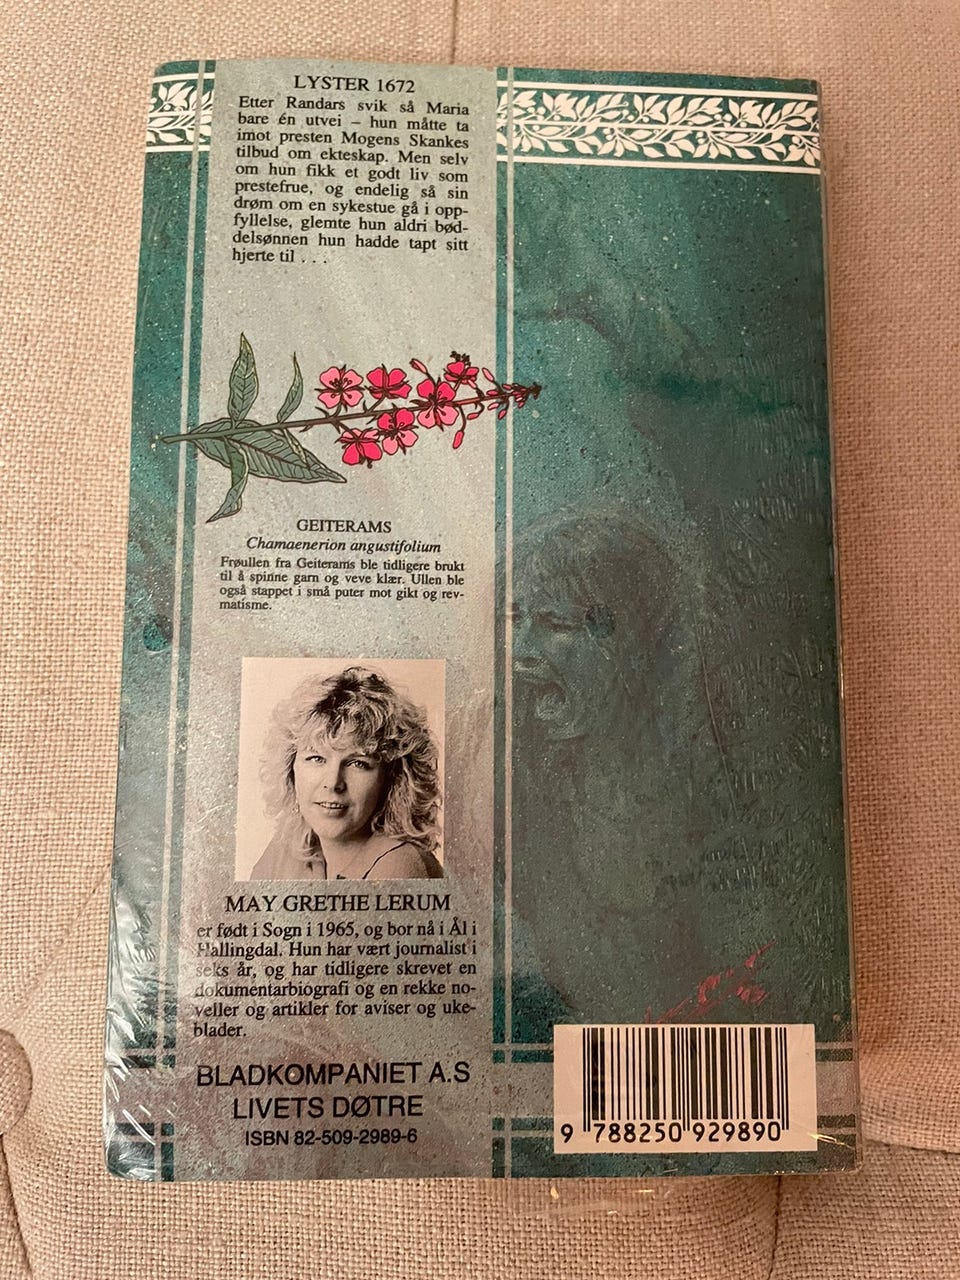 LYSTER 1672
Etter Randars svik så Maria
bare én utvei – hun måtte ta
imot presten Mogens Skankes
tilbud om ekteskap. Men selv
om hun fikk et godt liv som
prestefrue, og endelig så sin
drøm om en sykestue gå i opp-
fyllelse, glemte hun aldri bød-
delsønnen hun hadde tapt sitt
hjerte til . . .
GEITERAMS
Chamaenerion angustifolium
Frøullen fra Geiterams ble tidligere brukt
til å spinne garn og veve klær. Ullen ble
også stappet i små puter mot gikt og rev-
matisme.
MAY GRETHE LERUM
er født i Sogn i 1965, og bor nå i Ål i
Hallingdal. Hun har vært journalist i
seks år, og har tidligere skrevet en
dokumentarbiografi og en rekke no-
veller og artikler for aviser og uke-
blader.
BLADKOMPANIET A.S
LIVETS DØTRE
ISBN 82-509-2989-6
9 788250 929890